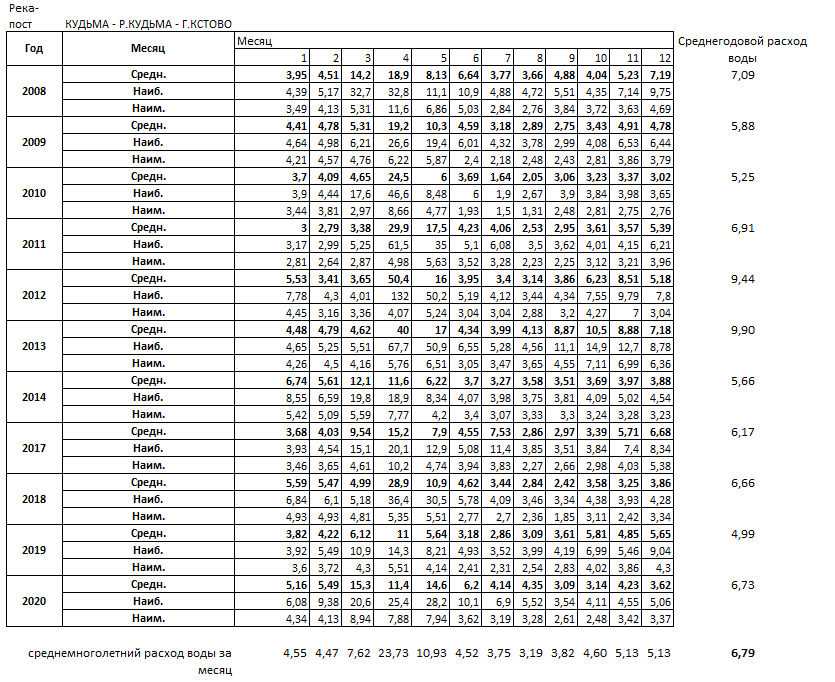 Река-
пост КУДЬМА - Р.КУДЬМА - Г.КСТОВО
Год Месяц Месяц Среднегодовой расход
1 2 3 4 5 6 7 8 9 10 11 12 воды
Средн. 3,95 4,51 14,2 18,9 8,13 6,64 3,77 3,66 4,88 4,04 5,23 7,19 7,09
2008 Наиб. 4,39 5,17 32,7 32,8 11,1 10,9 4,88 4,72 5,51 4,35 7,14 9,75
Наим. 3,49 4,13 5,31 11,6 6,86 5,03 2,84 2,76 3,84 3,72 3,63 4,69
Средн. 4,41 4,78 5,31 19,2 10,3 4,59 3,18 2,89 2,75 3,43 4,91 4,78 5,88
2009 Наиб. 4,64 4,98 6,21 26,6 19,4 6,01 4,32 3,78 2,99 4,08 6,53 6,44
Наим. 4,21 4,57 4,76 6,22 5,87 2,4 2,18 2,48 2,43 2,81 3,86 3,79
Средн. 3,7 4,09 4,65 24,5 6 3,69 1,64 2,05 3,06 3,23 3,37 3,02 5,25
2010 Наиб. 3,9 4,44 17,6 46,6 8,48 6 1,9 2,67 3,9 3,84 3,98 3,65
Наим. 3,44 3,81 2,97 8,66 4,77 1,93 1,5 1,31 2,48 2,81 2,75 2,76
Средн. 3 2,79 3,38 29,9 17,5 4,23 4,06 2,53 2,95 3,61 3,57 5,39 6,91
2011 Наиб. 3,17 2,99 5,25 61,5 35 5,1 6,08 3,5 3,62 4,01 4,15 6,21
Наим. 2,81 2,64 2,87 4,98 5,63 3,52 3,28 2,23 2,25 3,12 3,21 3,96
Средн. 5,53 3,41 3,65 50,4 16 3,95 3,4 3,14 3,86 6,23 8,51 5,18 9,44
2012 Наиб. 7,78 4,3 4,01 132 50,2 5,19 4,12 3,44 4,34 7,55 9,79 7,8
Наим. 4,45 3,16 3,36 4,07 5,24 3,04 3,04 2,88 3,2 4,27 7 3,04
Средн. 4,48 4,79 4,62 40 17 4,34 3,99 4,13 8,87 10,5 8,88 7,18 9,90
2013 Наиб. 4,65 5,25 5,51 67,7 50,9 6,55 5,28 4,56 11,1 14,9 12,7 8,78
Наим. 4,26 4,5 4,16 5,76 6,51 3,05 3,47 3,65 4,55 7,11 6,99 6,36
Средн. 6,74 5,61 12,1 11,6 6,22 3,7 3,27 3,58 3,51 3,69 3,97 3,88 5,66
2014 Наиб. 8,55 6,59 19,8 18,9 8,34 4,07 3,98 3,75 3,81 4,09 5,02 4,54
Наим. 5,42 5,09 5,59 7,77 4,2 3,4 3,07 3,33 3,3 3,24 3,28 3,23
Средн. 3,68 4,03 9,54 15,2 7,9 4,55 7,53 2,86 2,97 3,39 5,71 6,68 6,17
2017 Наиб. 3,93 4,54 15,1 20,1 12,9 5,08 11,4 3,85 3,51 3,84 7,4 8,34
Наим. 3,46 3,65 4,61 10,2 4,74 3,94 3,83 2,27 2,66 2,98 4,03 5,38
Средн. 5,59 5,47 4,99 28,9 10,9 4,62 3,44 2,84 2,42 3,58 3,25 3,86 6,66
2018 Наиб. 6,84 6,1 5,18 36,4 30,5 5,78 4,09 3,46 3,34 4,38 3,93 4,28
Наим. 4,93 4,93 4,81 5,35 5,51 2,77 2,7 2,36 1,85 3,11 2,42 3,34
Средн. 3,82 4,22 6,12 11 5,64 3,18 2,86 3,09 3,61 5,81 4,85 5,65 4,99
2019 Наиб. 3,92 5,49 10,9 14,3 8,21 4,93 3,52 3,99 4,19 6,99 5,46 9,04
Наим. 3,6 3,72 4,3 5,51 4,14 2,41 2,31 2,54 2,83 4,02 3,86 4,3
Средн. 5,16 5,49 15,3 11,4 14,6 6,2 4,14 4,35 3,09 3,14 4,23 3,62 6,73
2020 Наиб. 6,08 9,38 20,6 25,4 28,2 10,1 6,9 5,52 3,54 4,11 4,55 5,06
Наим. 4,34 4,13 8,94 7,88 7,94 3,62 3,19 3,28 2,61 2,48 3,42 3,37
среднемноголетний расход воды за 4,55 4,47 7,62 23,73 10,93 4,52 3,75 3,19 3,82 4,60 5,13 5,13 6,79
месяц